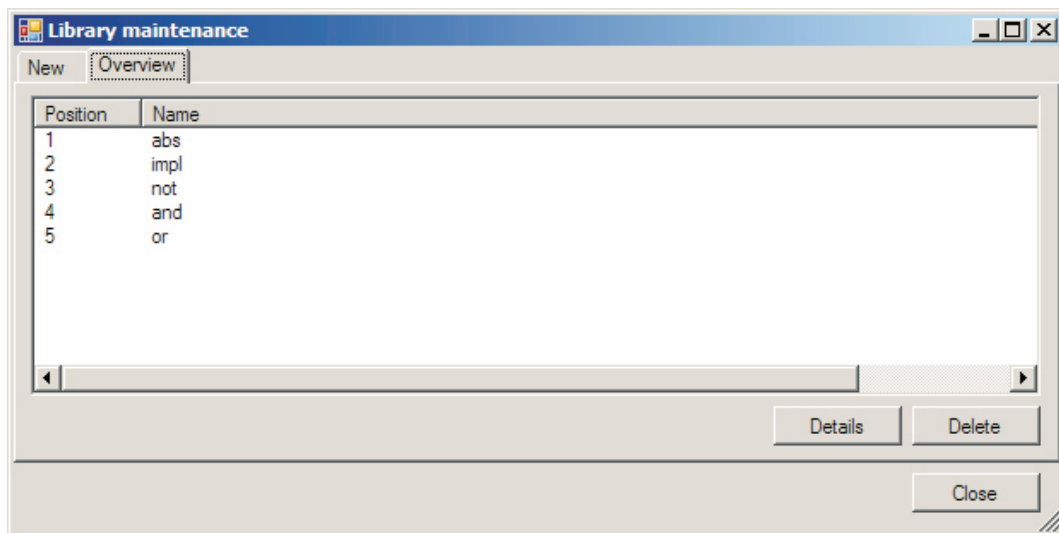 Library maintenance
New Overview
Position Name
1 abs
2 impl
3 not
4 and
5 or
Details Delete
Close